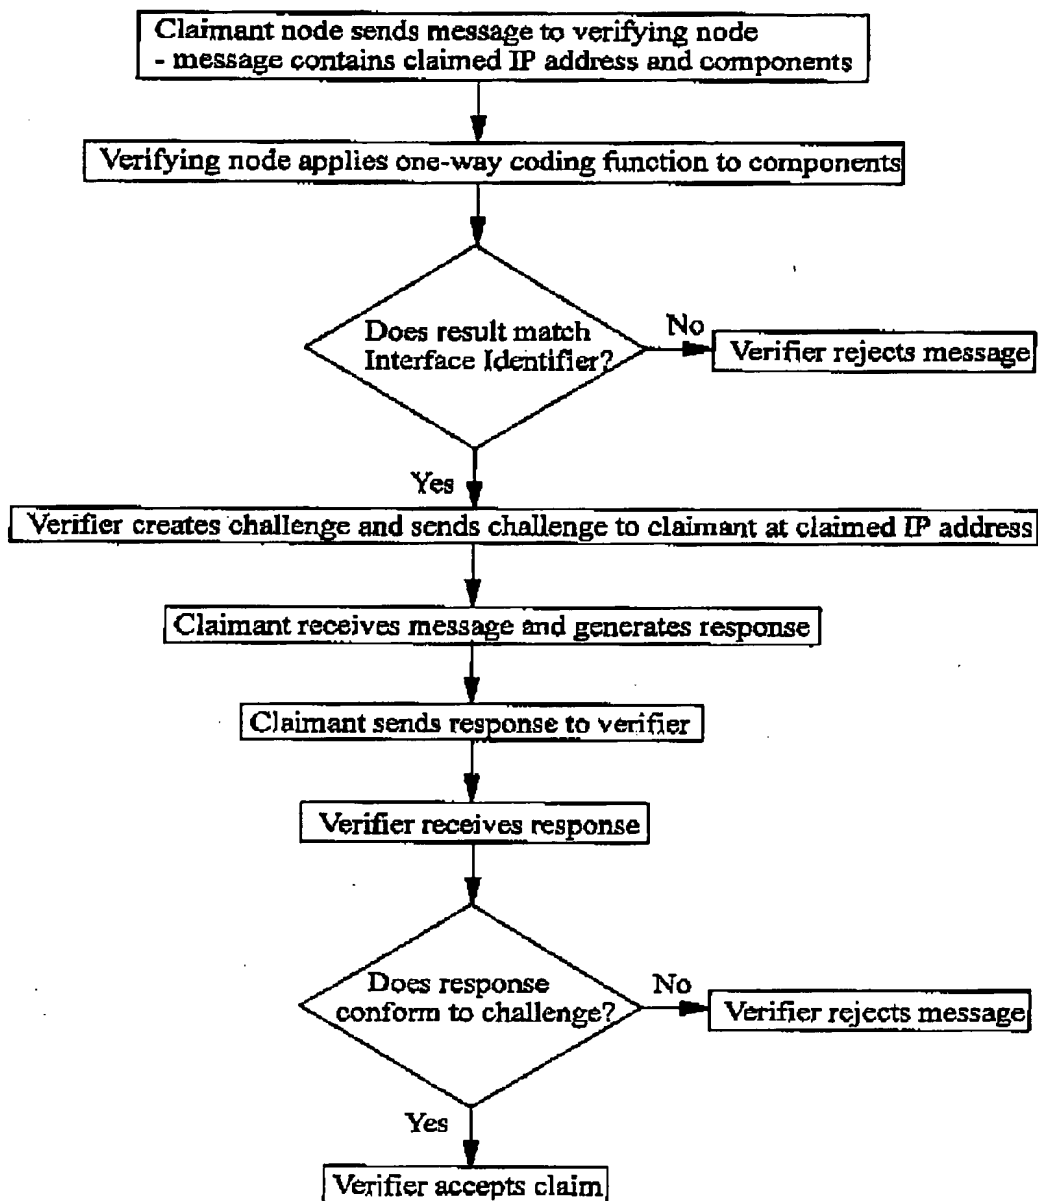 Claimant node sends message to verifying node
- message contains claimed IP address and components
Verifying node applies one-way coding function to components
Does result match
Interface Identifier?
No
Verifier rejects message
Yes
Verifier creates challenge and sends challenge to claimant at claimed IP address
Claimant receives message and generates response
Claimant sends response to verifier
Verifier receives response
Does response
conform to challenge?
No
Verifier rejects message
Yes
Verifier accepts claim